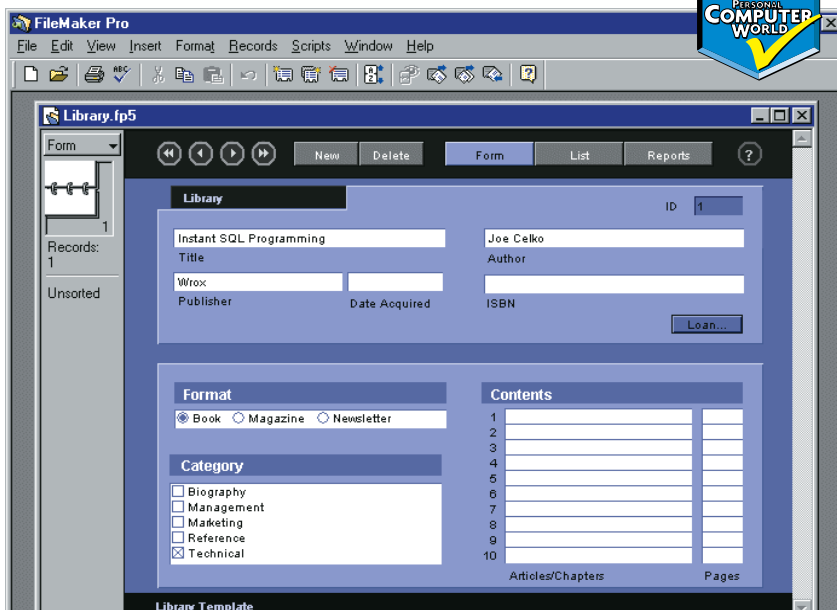 PERSONAL
COMPUTER
WORLD
FileMaker Pro
File Edit View Insert Format Records Scripts Window Help
Library.fp5
Form
New Delete Form List Reports ?
1
Records:
1
Unsorted
Library
ID 1
Instant SQL Programming Joe Celko
Title Author
Wrox
Publisher Date Acquired ISBN
Loan...
Format Contents
Book Magazine Newsletter
Category
Biography
Management
Marketing
Reference
Technical
1
2
3
4
5
6
7
8
9
10
Articles/Chapters Pages
Library Template